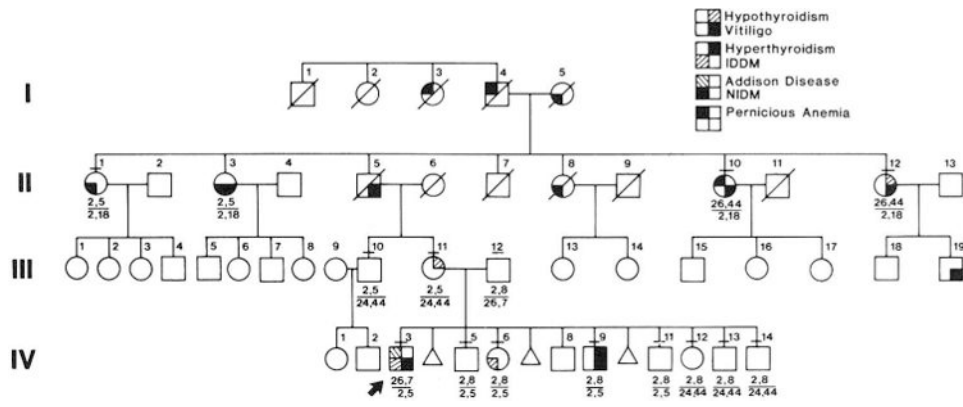 Hypothyroidism
Vitiligo
Hyperthyroidism
IDDM
Addison Disease
NIDM
Pernicious Anemia
I
1 2 3 4 5
II
1 2 3 4 5 6 7 8 9 10 11 12 13
2,5 2,5 26,44 26,44
2,18 2,18 2,18 2,18
III
1 2 3 4 5 6 7 8 9 10 11 12 13 14 15 16 17 18 19
2,5 2,5 2,8
24,44 24,44 26,7
IV
1 2 3 5 6 8 9 11 12 13 14
26,7 2,8 2,8 2,8 2,8 2,8 2,8 2,8
2,5 2,5 2,5 2,5 2,5 24,44 24,44 24,44